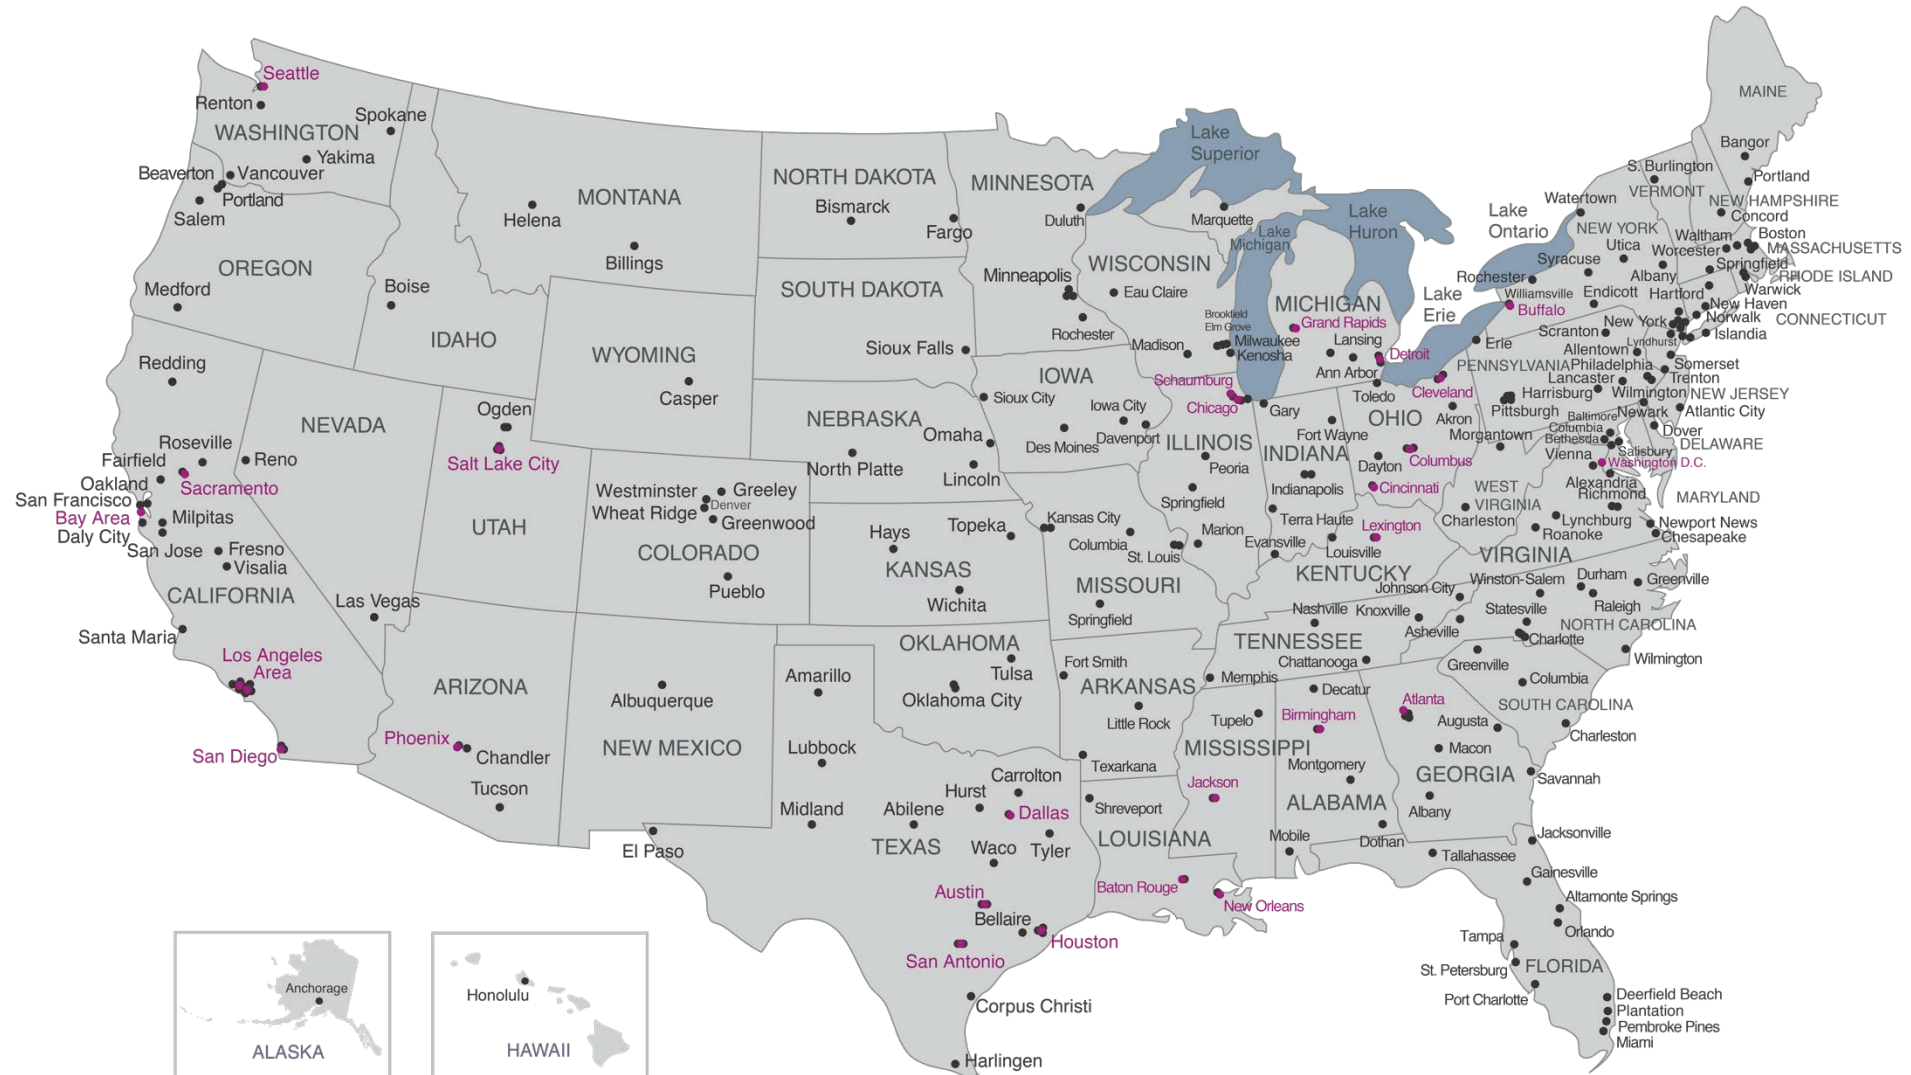 Seattle
Renton
Spokane
WASHINGTON
Yakima
Beaverton
Vancouver
Portland
Salem
OREGON
Medford
Boise
IDAHO
MONTANA
Helena
Billings
NORTH DAKOTA
Bismarck
Fargo
SOUTH DAKOTA
Sioux Falls
WYOMING
Casper
NEBRASKA
Omaha
North Platte
Lincoln
MINNESOTA
Duluth
Minneapolis
Rochester
Lake
Superior
Marquette
WISCONSIN
Eau Claire
Brookfield
Elm Grove
Milwaukee
Kenosha
Madison
Lake
Michigan
Lake
Huron
MICHIGAN
Grand Rapids
Lansing
Detroit
Ann Arbor
Lake
Erie
Lake
Ontario
Redding
NEVADA
Reno
Roseville
Fairfield
Sacramento
Oakland
San Francisco
Bay Area
Daly City
Milpitas
San Jose
Fresno
Visalia
CALIFORNIA
Las Vegas
Santa Maria
Los Angeles
Area
San Diego
Ogden
Salt Lake City
UTAH
Westminster
Greeley
Denver
Wheat Ridge
Greenwood
COLORADO
Pueblo
ARIZONA
Phoenix
Chandler
Tucson
Albuquerque
NEW MEXICO
Hays
Topeka
KANSAS
Wichita
OKLAHOMA
Tulsa
Oklahoma City
Amarillo
Lubbock
Midland
Abilene
Hurst
Carrolton
Dallas
TEXAS
Waco
Tyler
El Paso
Austin
Bellaire
Houston
San Antonio
Corpus Christi
Harlingen
IOWA
Sioux City
Iowa City
Des Moines
Davenport
Schaumburg
Chicago
ILLINOIS
Peoria
Springfield
Marion
Gary
Fort Wayne
INDIANA
Indianapolis
Terra Haute
Evansville
Kansas City
Columbia
St. Louis
MISSOURI
Springfield
Toledo
Cleveland
OHIO
Akron
Dayton
Columbus
Cincinnati
Lexington
Louisville
KENTUCKY
Fort Smith
ARKANSAS
Little Rock
Texarkana
Shreveport
LOUISIANA
Baton Rouge
New Orleans
Nashville
Knoxville
Johnson City
TENNESSEE
Chattanooga
Memphis
Tupelo
MISSISSIPPI
Jackson
Decatur
Birmingham
Montgomery
ALABAMA
Mobile
Dothan
Atlanta
Augusta
Macon
GEORGIA
Albany
Savannah
Jacksonville
Tallahassee
Gainesville
Altamonte Springs
Orlando
Tampa
St. Petersburg
FLORIDA
Port Charlotte
Deerfield Beach
Plantation
Pembroke Pines
Miami
MAINE
Bangor
Portland
S. Burlington
VERMONT
NEW HAMPSHIRE
Concord
Watertown
NEW YORK
Utica
Syracuse
Rochester
Albany
Williamsville
Buffalo
Endicott
Waltham
Boston
Worcester
MASSACHUSETTS
Springfield
RHODE ISLAND
Warwick
Hartford
New Haven
Norwalk
CONNECTICUT
Islandia
New York
Scranton
Lyndhurst
Allentown
Erie
PENNSYLVANIA
Philadelphia
Somerset
Lancaster
Trenton
Harrisburg
Wilmington
NEW JERSEY
Pittsburgh
Newark
Atlantic City
Baltimore
Columbia
Dover
Bethesda
DELAWARE
Morgantown
Vienna
Salisbury
Washington D.C.
Alexandria
Richmond
MARYLAND
WEST
VIRGINIA
Charleston
Lynchburg
Roanoke
Newport News
Chesapeake
VIRGINIA
Winston-Salem
Durham
Greenville
Raleigh
Statesville
NORTH CAROLINA
Asheville
Charlotte
Wilmington
Greenville
Columbia
SOUTH CAROLINA
Charleston
Anchorage
ALASKA
Honolulu
HAWAII